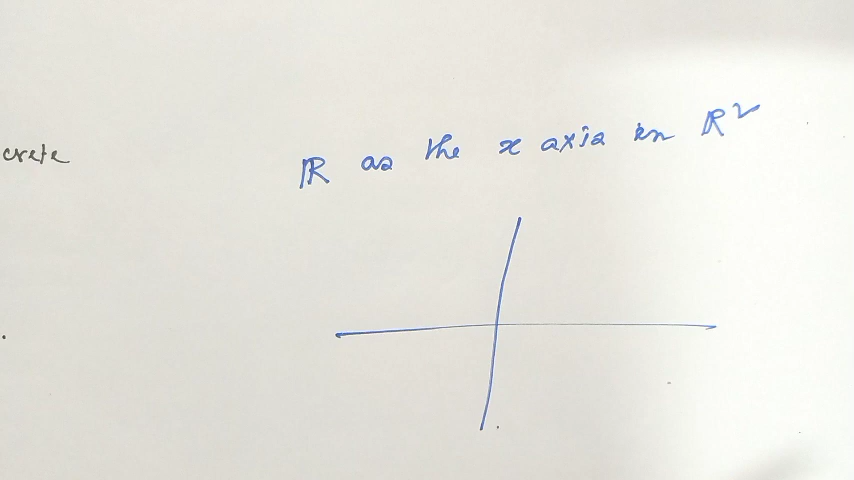 ℝ as the x axis in ℝ²
crete